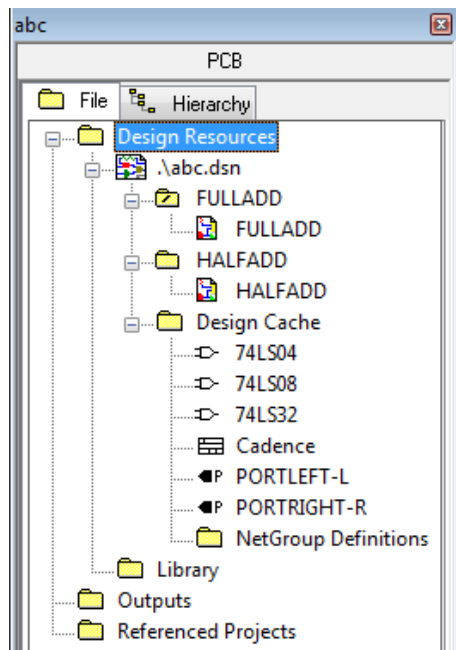 abc
PCB
File Hierarchy
Design Resources
.\abc.dsn
FULLADD
FULLADD
HALFADD
HALFADD
Design Cache
74LS04
74LS08
74LS32
Cadence
P PORTLEFT-L
P PORTRIGHT-R
NetGroup Definitions
Library
Outputs
Referenced Projects